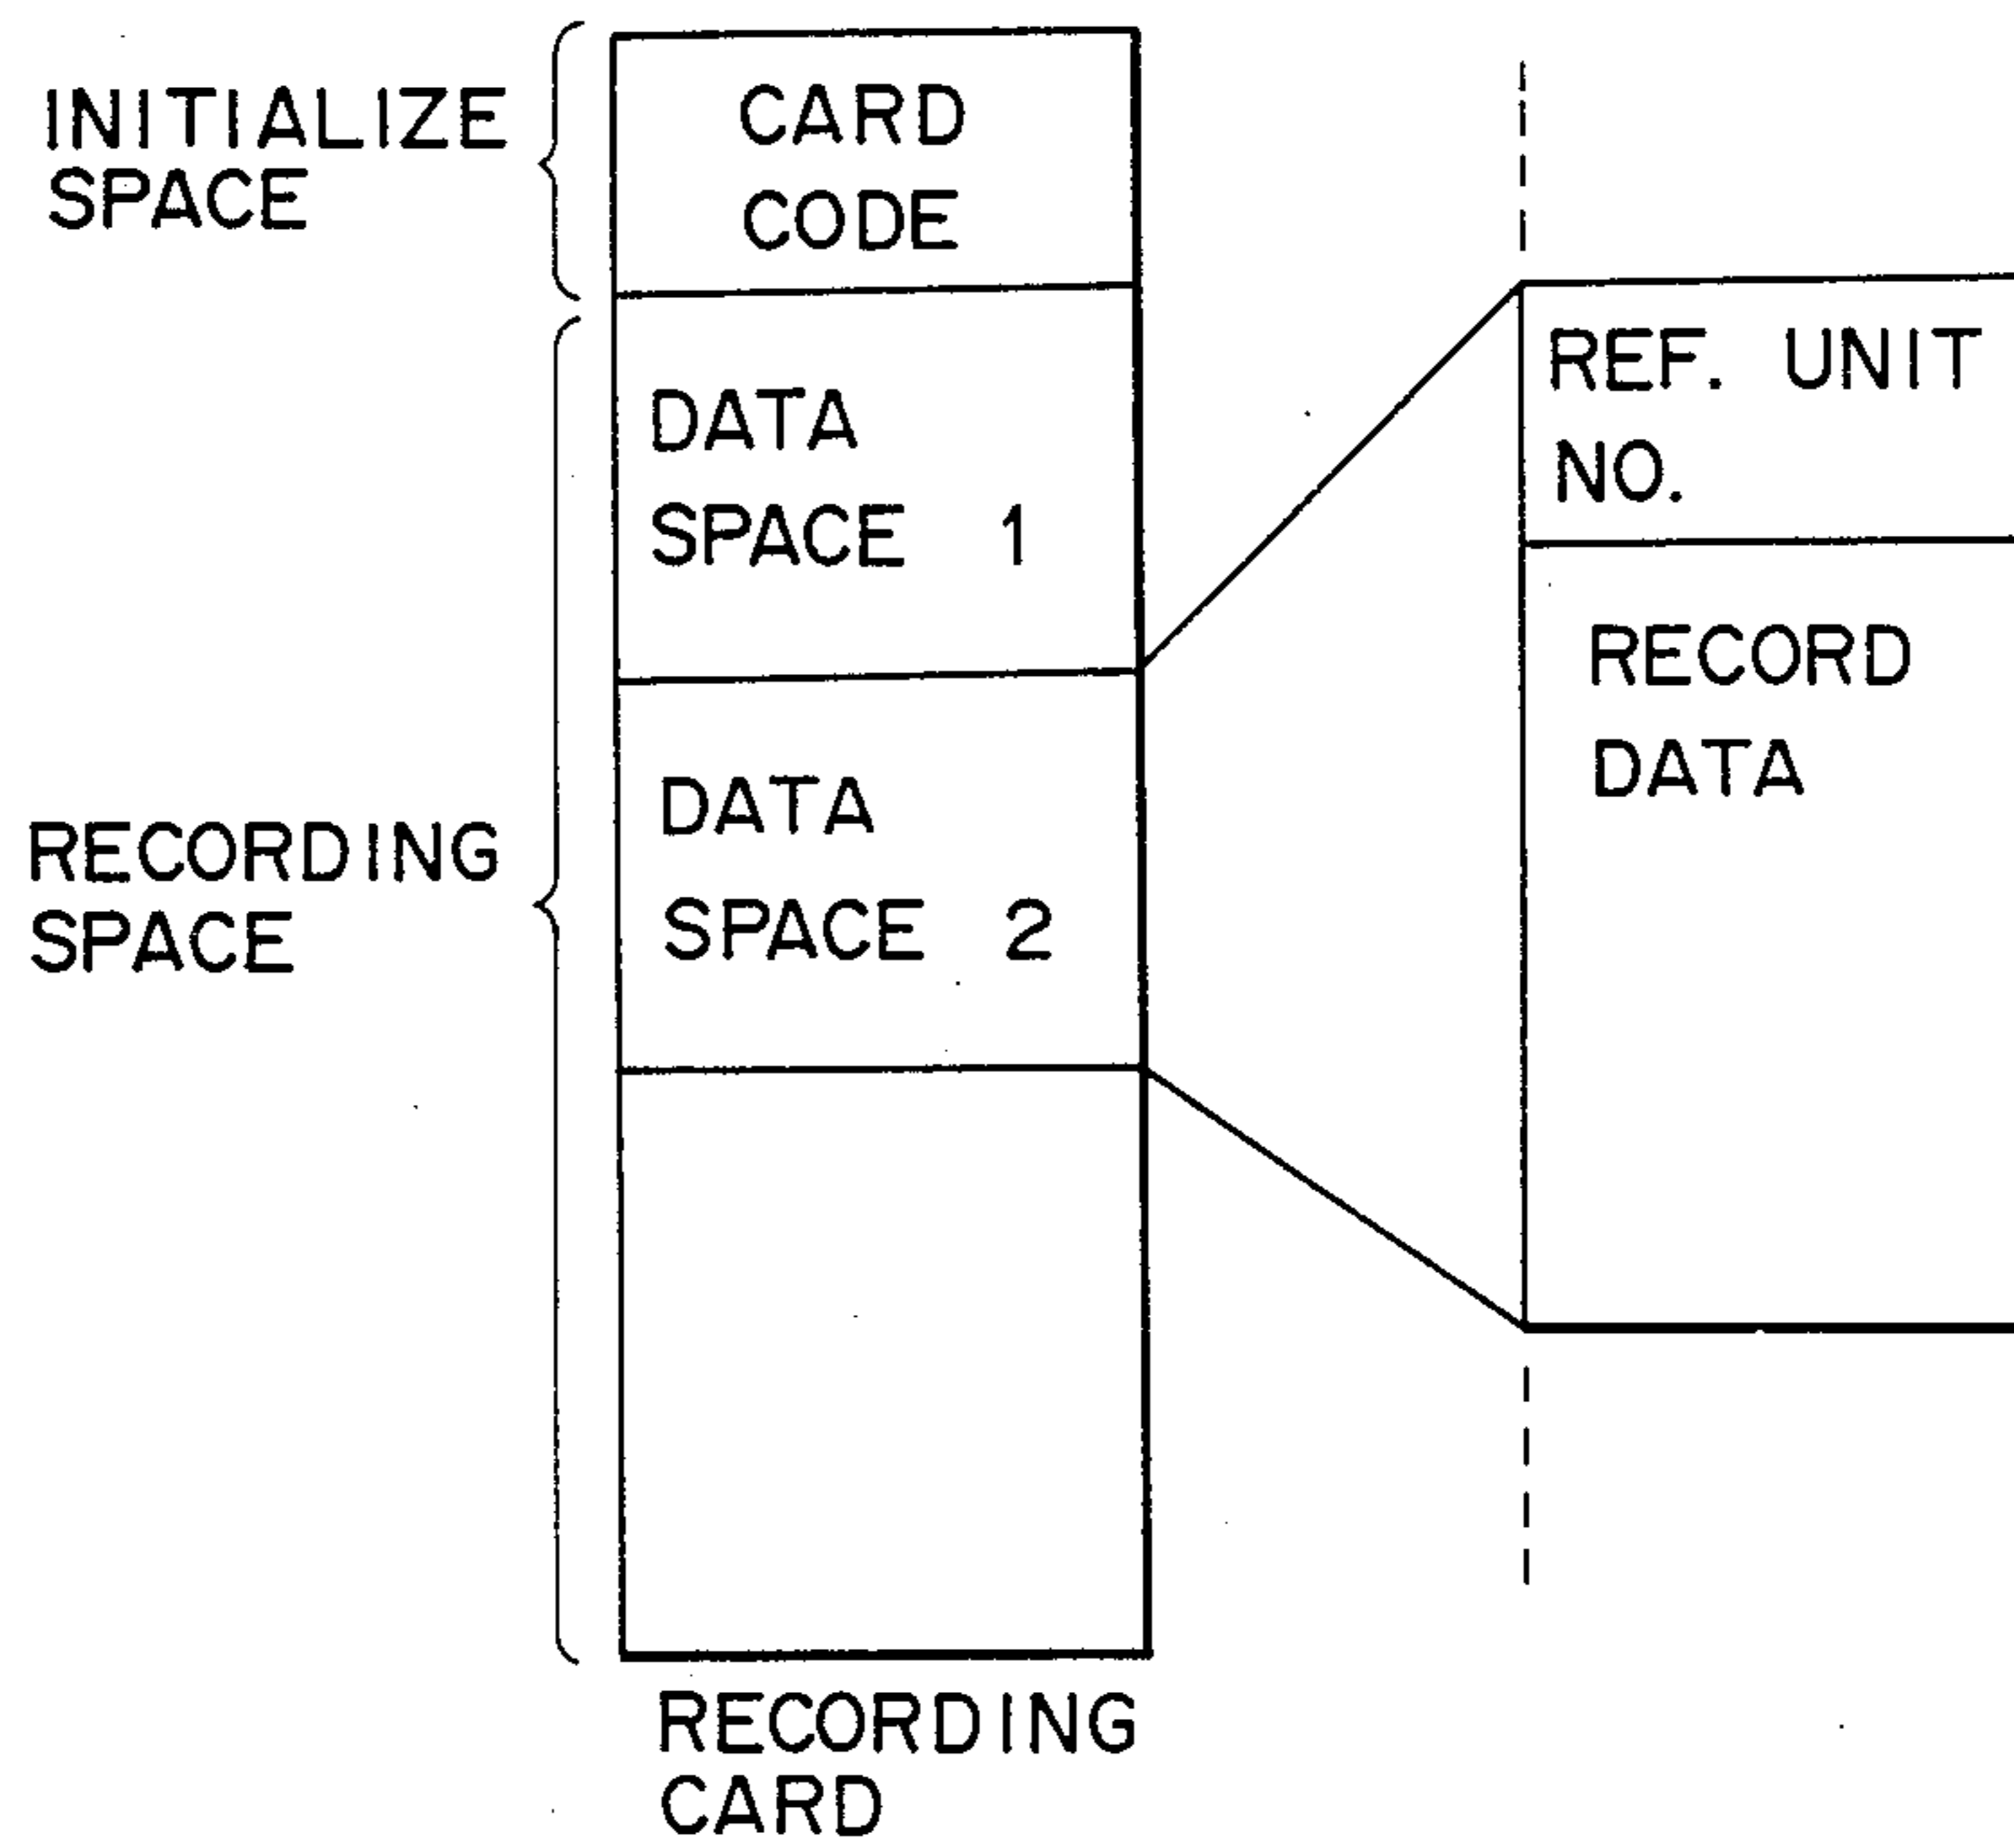 INITIALIZE
SPACE
CARD
CODE
DATA
SPACE 1
DATA
SPACE 2
RECORDING
SPACE
RECORDING
CARD
REF. UNIT
NO.
RECORD
DATA